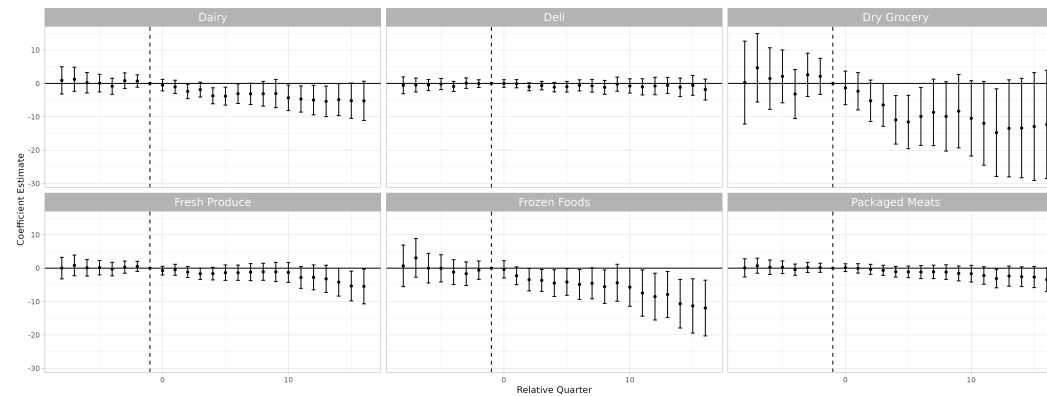 Dairy
Deli
Dry Grocery
10
0
-10
-20
-30
Fresh Produce
Frozen Foods
Packaged Meats
10
0
-10
-20
-30
0
10
0
10
0
10
Coefficient Estimate
Relative Quarter